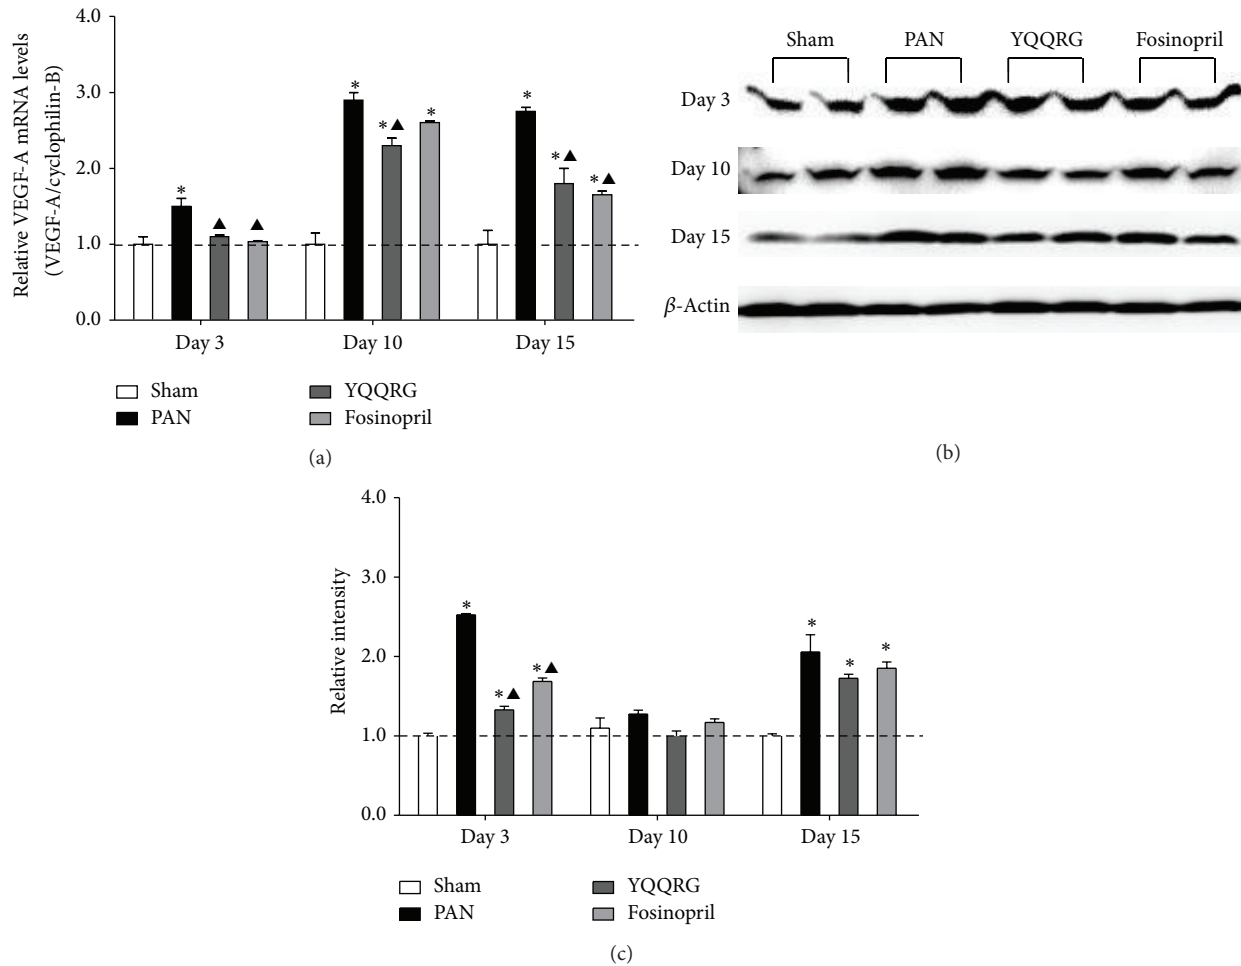 Relative VEGF-A mRNA levels
(VEGF-A/cyclophilin-B)
4.0
3.0
2.0
1.0
0.0
*
*
* ▲
*
*
* ▲
* ▲
▲ ▲
Day 3 Day 10 Day 15
Sham YQQRG
PAN Fosinopril
(a)
Sham PAN YQQRG Fosinopril
Day 3
Day 10
Day 15
β-Actin
(b)
Relative intensity
4.0
3.0
2.0
1.0
0.0
*
* ▲
* ▲
*
*
*
Day 3 Day 10 Day 15
Sham YQQRG
PAN Fosinopril
(c)